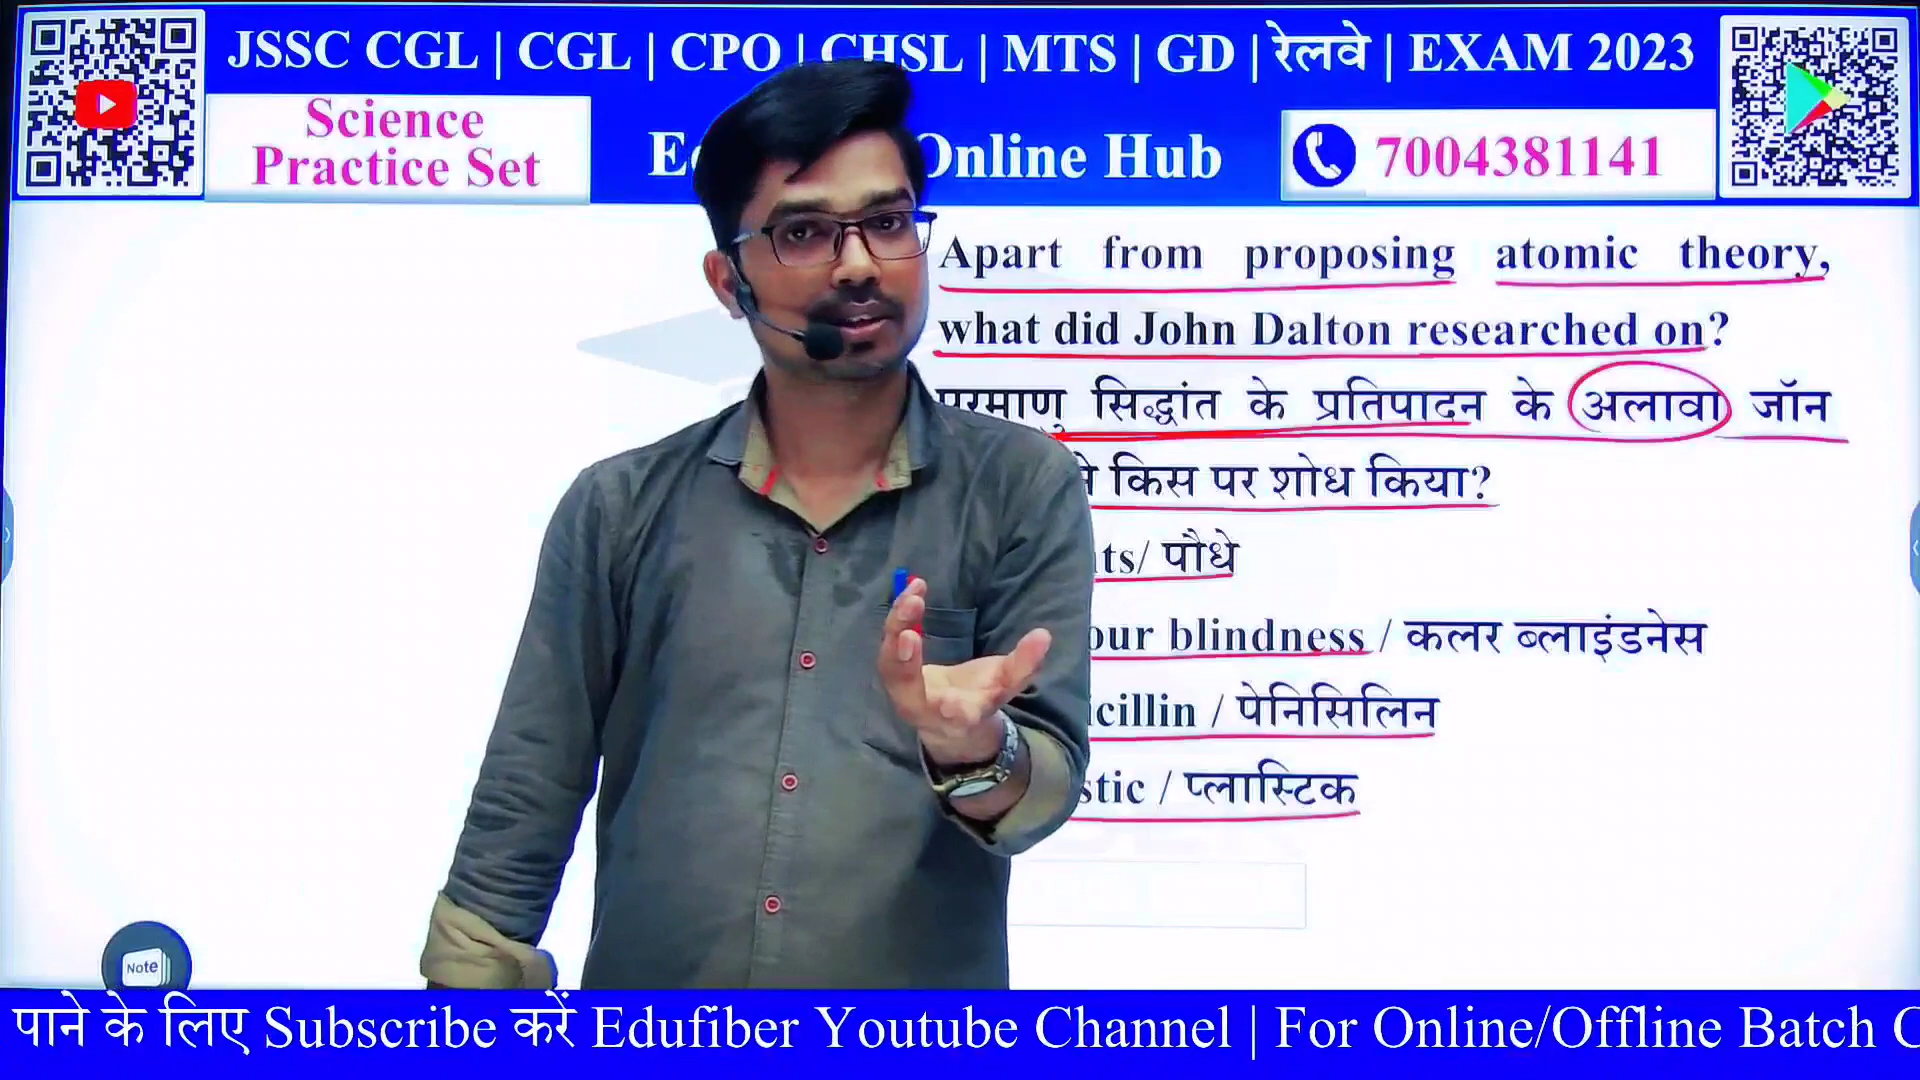 JSSC CGL | CGL | CPO | CHSL | MTS | GD | रेलवे | EXAM 2023
Science
Practice Set
Online Hub
7004381141
Apart from proposing atomic theory,
what did John Dalton researched on?
परमाणु सिद्धांत के प्रतिपादन के अलावा जॉन
ने किस पर शोध किया?
/ पौधे
blindness / कलर ब्लाइंडनेस
/ पेनिसिलिन
/ प्लास्टिक
Note
पाने के लिए Subscribe करें Edufiber Youtube Channel | For Online/Offline Batch